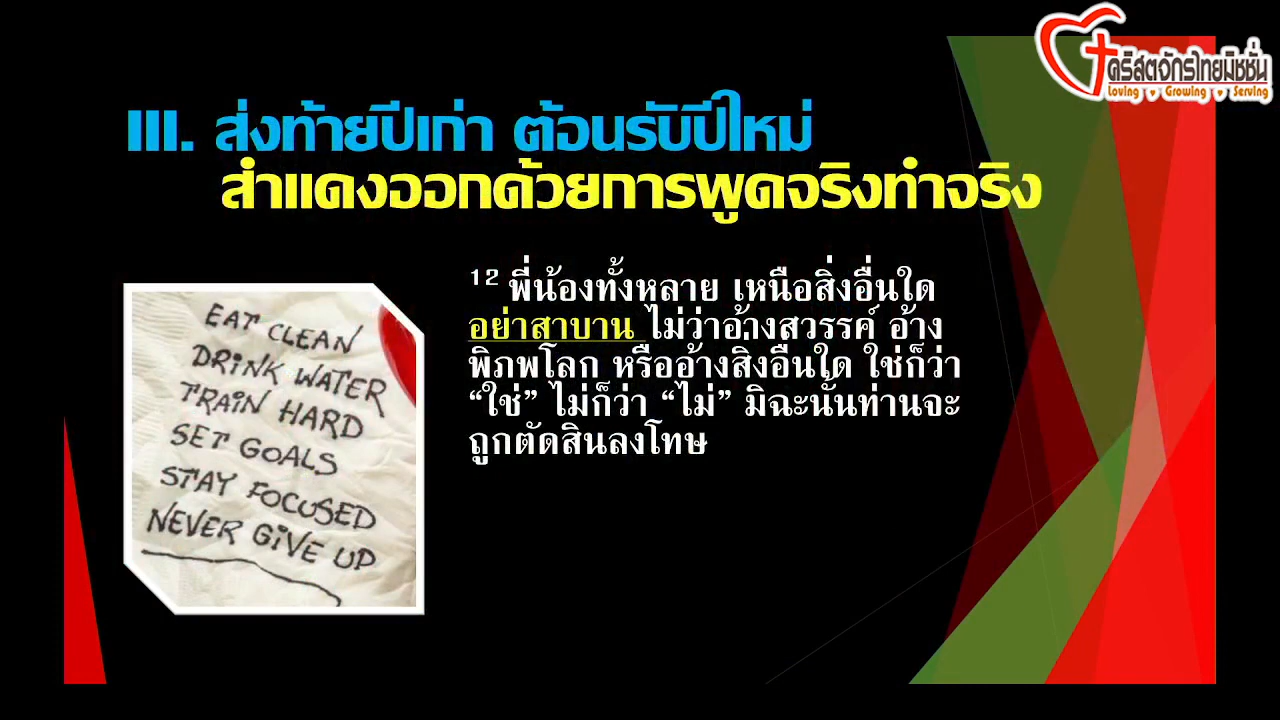 คริสตจักรไทยมิชชั่น
Loving ♥ Growing ♥ Serving
III. ส่งท้ายปีเก่า ต้อนรับปีใหม่
สำแดงออกด้วยการพูดจริงทำจริง
EAT CLEAN
DRINK WATER
TRAIN HARD
SET GOALS
STAY FOCUSED
NEVER GIVE UP
12 พี่น้องทั้งหลาย เหนือสิ่งอื่นใด
อย่าสาบาน ไม่ว่าอ้างสวรรค์ อ้าง
พิภพโลก หรืออ้างสิ่งอื่นใด ใช่ก็ว่า
“ใช่” ไม่ก็ว่า “ไม่” มิฉะนั้นท่านจะ
ถูกตัดสินลงโทษ